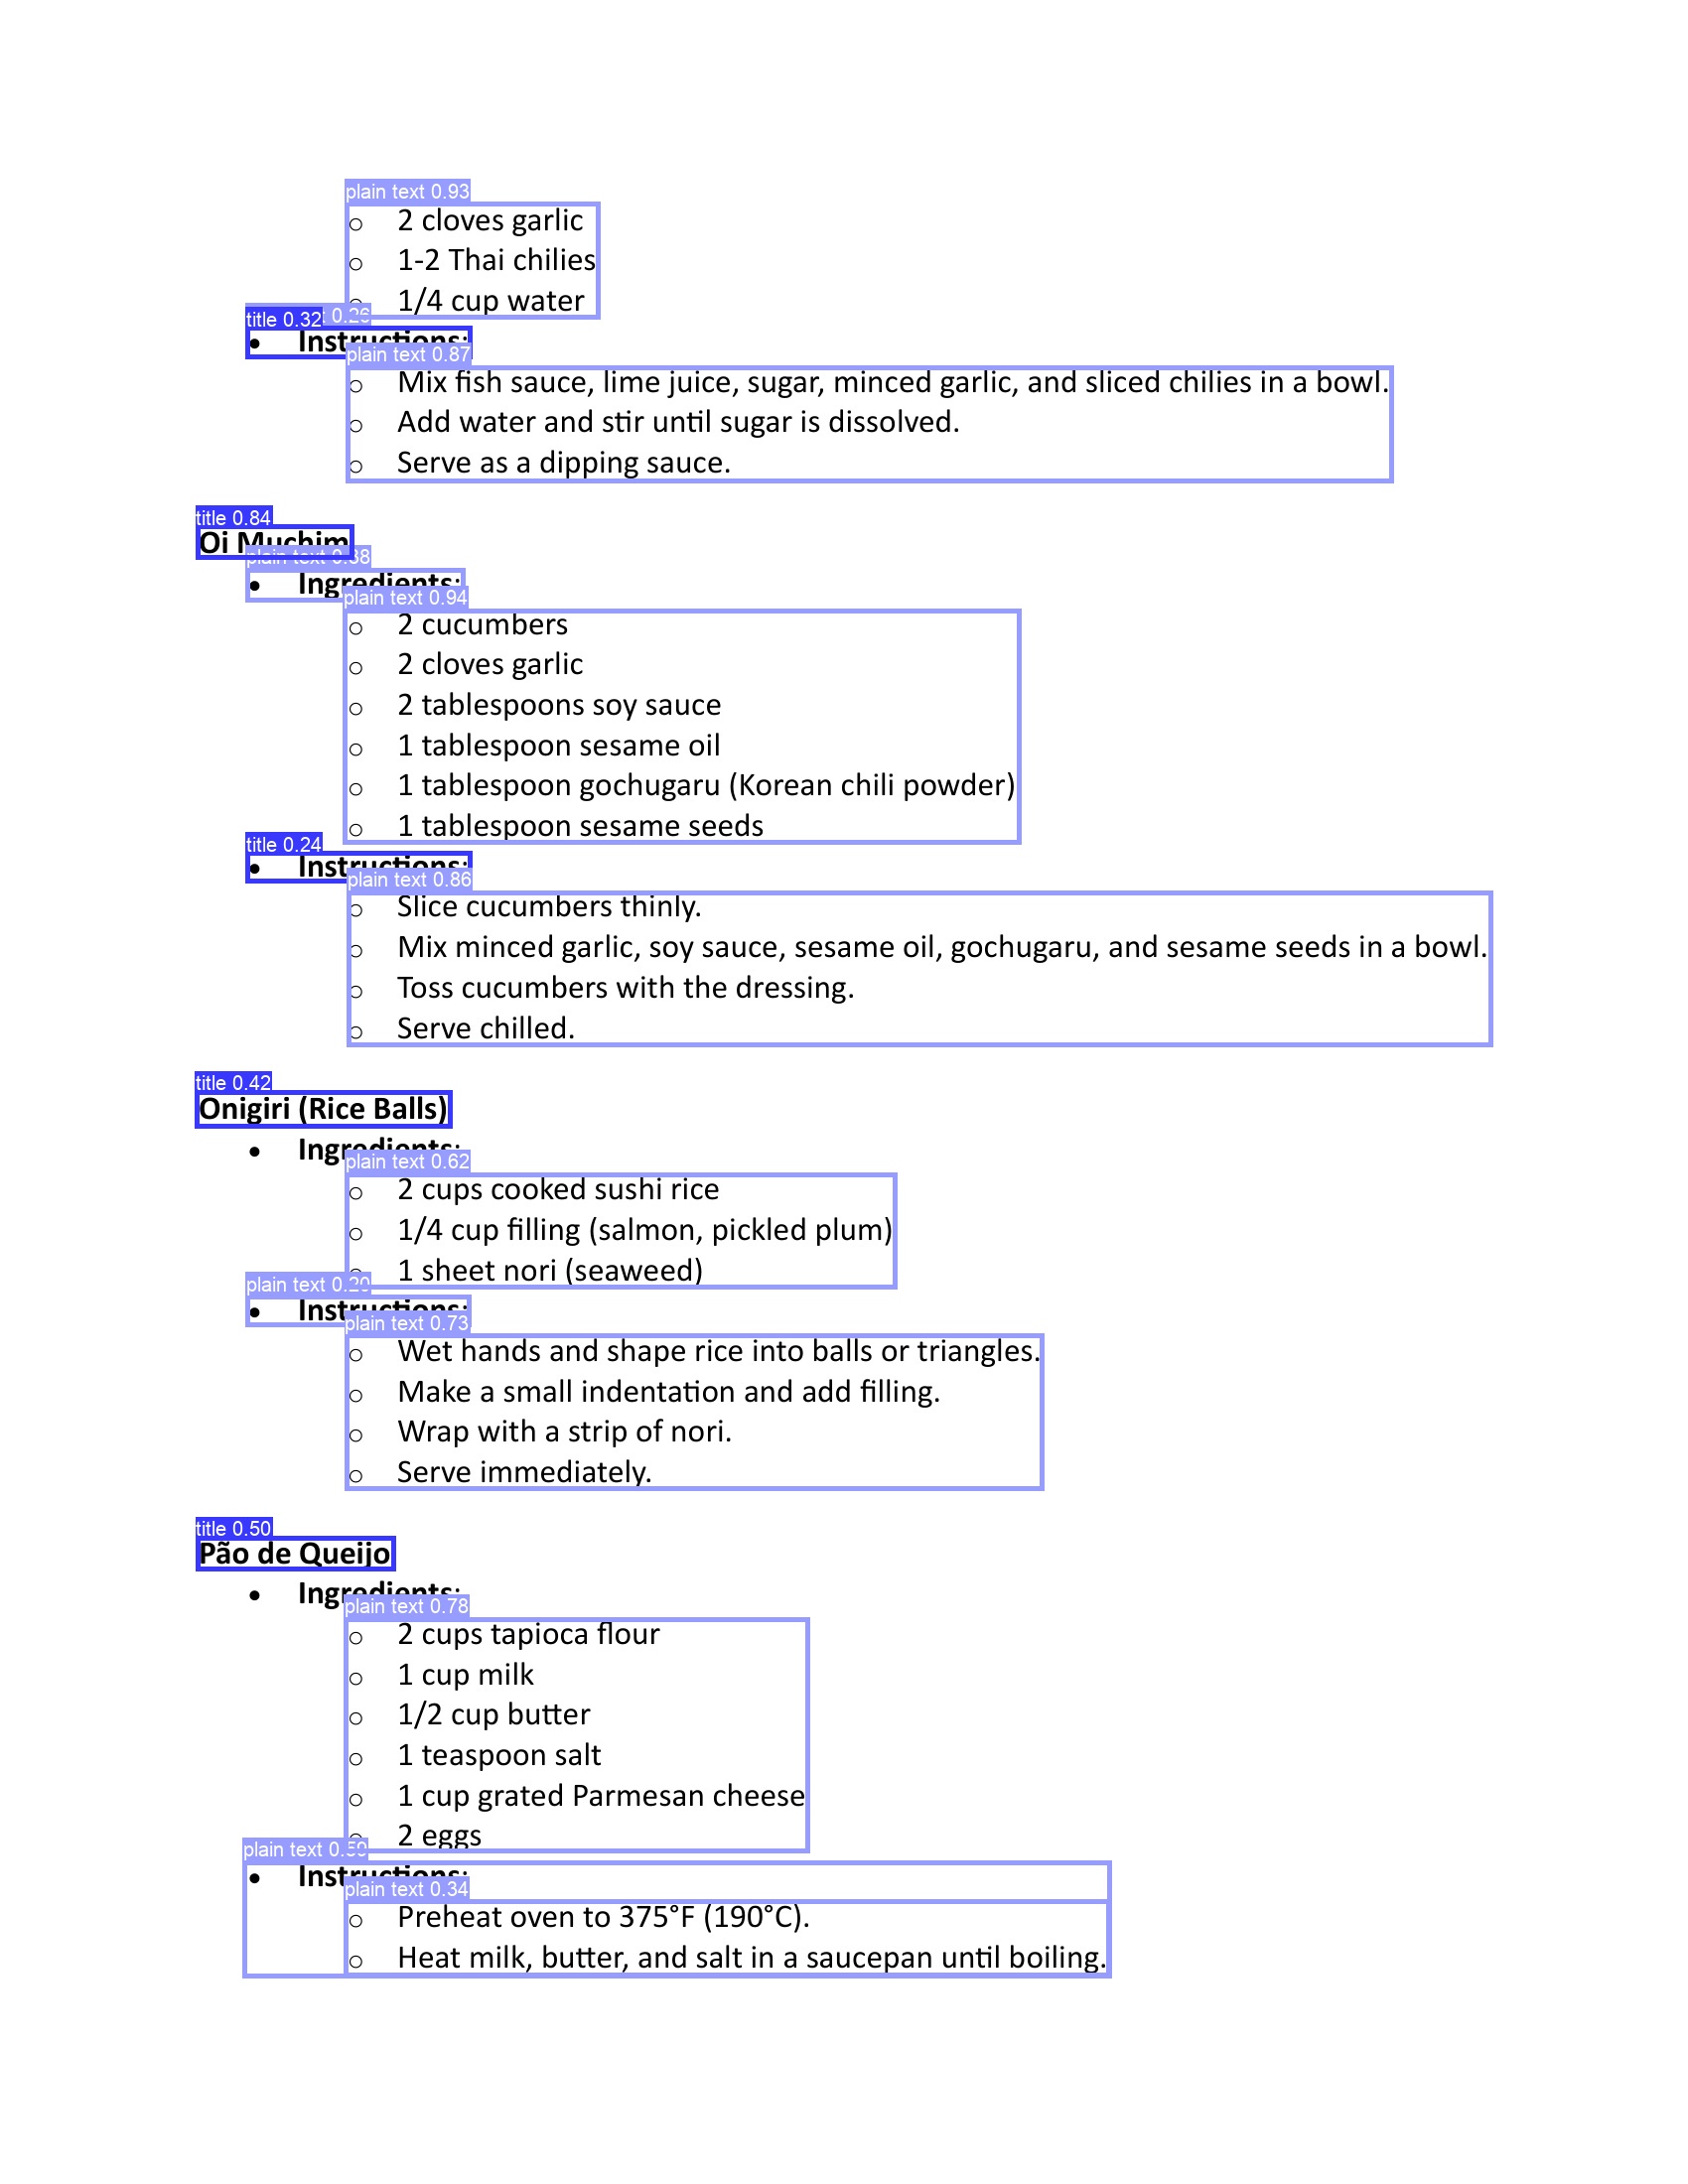 plain text 0.93
○ 2 cloves garlic
○ 1-2 Thai chilies
○ 1/4 cup water
title 0.32
• Instructions:
plain text 0.87
○ Mix fish sauce, lime juice, sugar, minced garlic, and sliced chilies in a bowl.
○ Add water and stir until sugar is dissolved.
○ Serve as a dipping sauce.
title 0.84
Oi Muchim
plain text
• Ingredients:
plain text 0.94
○ 2 cucumbers
○ 2 cloves garlic
○ 2 tablespoons soy sauce
○ 1 tablespoon sesame oil
○ 1 tablespoon gochugaru (Korean chili powder)
○ 1 tablespoon sesame seeds
title 0.24
• Instructions:
plain text 0.86
○ Slice cucumbers thinly.
○ Mix minced garlic, soy sauce, sesame oil, gochugaru, and sesame seeds in a bowl.
○ Toss cucumbers with the dressing.
○ Serve chilled.
title 0.42
Onigiri (Rice Balls)
• Ingredients:
plain text 0.62
○ 2 cups cooked sushi rice
○ 1/4 cup filling (salmon, pickled plum)
○ 1 sheet nori (seaweed)
plain text 0.20
• Instructions:
plain text 0.73
○ Wet hands and shape rice into balls or triangles.
○ Make a small indentation and add filling.
○ Wrap with a strip of nori.
○ Serve immediately.
title 0.50
Pão de Queijo
• Ingredients:
plain text 0.78
○ 2 cups tapioca flour
○ 1 cup milk
○ 1/2 cup butter
○ 1 teaspoon salt
○ 1 cup grated Parmesan cheese
○ 2 eggs
plain text 0.59
• Instructions:
plain text 0.34
○ Preheat oven to 375°F (190°C).
○ Heat milk, butter, and salt in a saucepan until boiling.